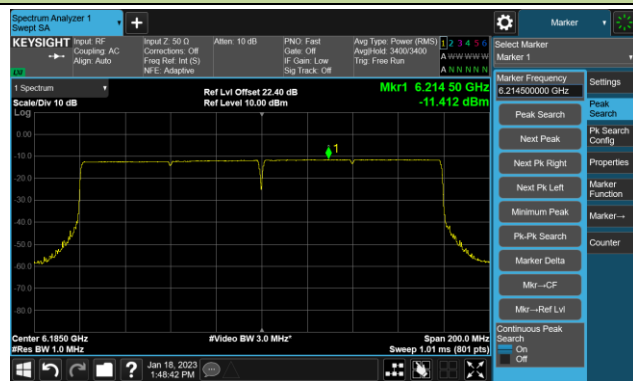 Spectrum Analyzer 1
Swept SA
Marker
KEYSIGHT
Input: RF
Coupling: AC
Align: Auto
Input Z: 50 Ω
Corrections: Off
Freq Ref: Int (S)
NFE: Adaptive
Atten: 10 dB
PNO: Fast
Gate: Off
IF Gain: Low
Sig Track: Off
Avg Type: Power (RMS)
Avg|Hold: 3400/3400
Trig: Free Run
1 2 3 4 5 6
A W W W W W
A N N N N N
Select Marker
Marker 1
1 Spectrum
Scale/Div 10 dB
Log
Ref Lvl Offset 22.40 dB
Ref Level 10.00 dBm
Mkr1 6.214 50 GHz
-11.412 dBm
0.00
-10.0
-20.0
-30.0
-40.0
-50.0
-60.0
-70.0
-80.0
1
Center 6.1850 GHz
#Res BW 1.0 MHz
#Video BW 3.0 MHz*
Span 200.0 MHz
Sweep 1.01 ms (801 pts)
Marker Frequency
6.214500000 GHz
Peak Search
Next Peak
Next Pk Right
Next Pk Left
Minimum Peak
Pk-Pk Search
Marker Delta
Mkr→CF
Mkr→Ref Lvl
Continuous Peak
Search
On
Off
Settings
Peak
Search
Pk Search
Config
Properties
Marker
Function
Marker→
Counter
Jan 18, 2023
1:48:42 PM